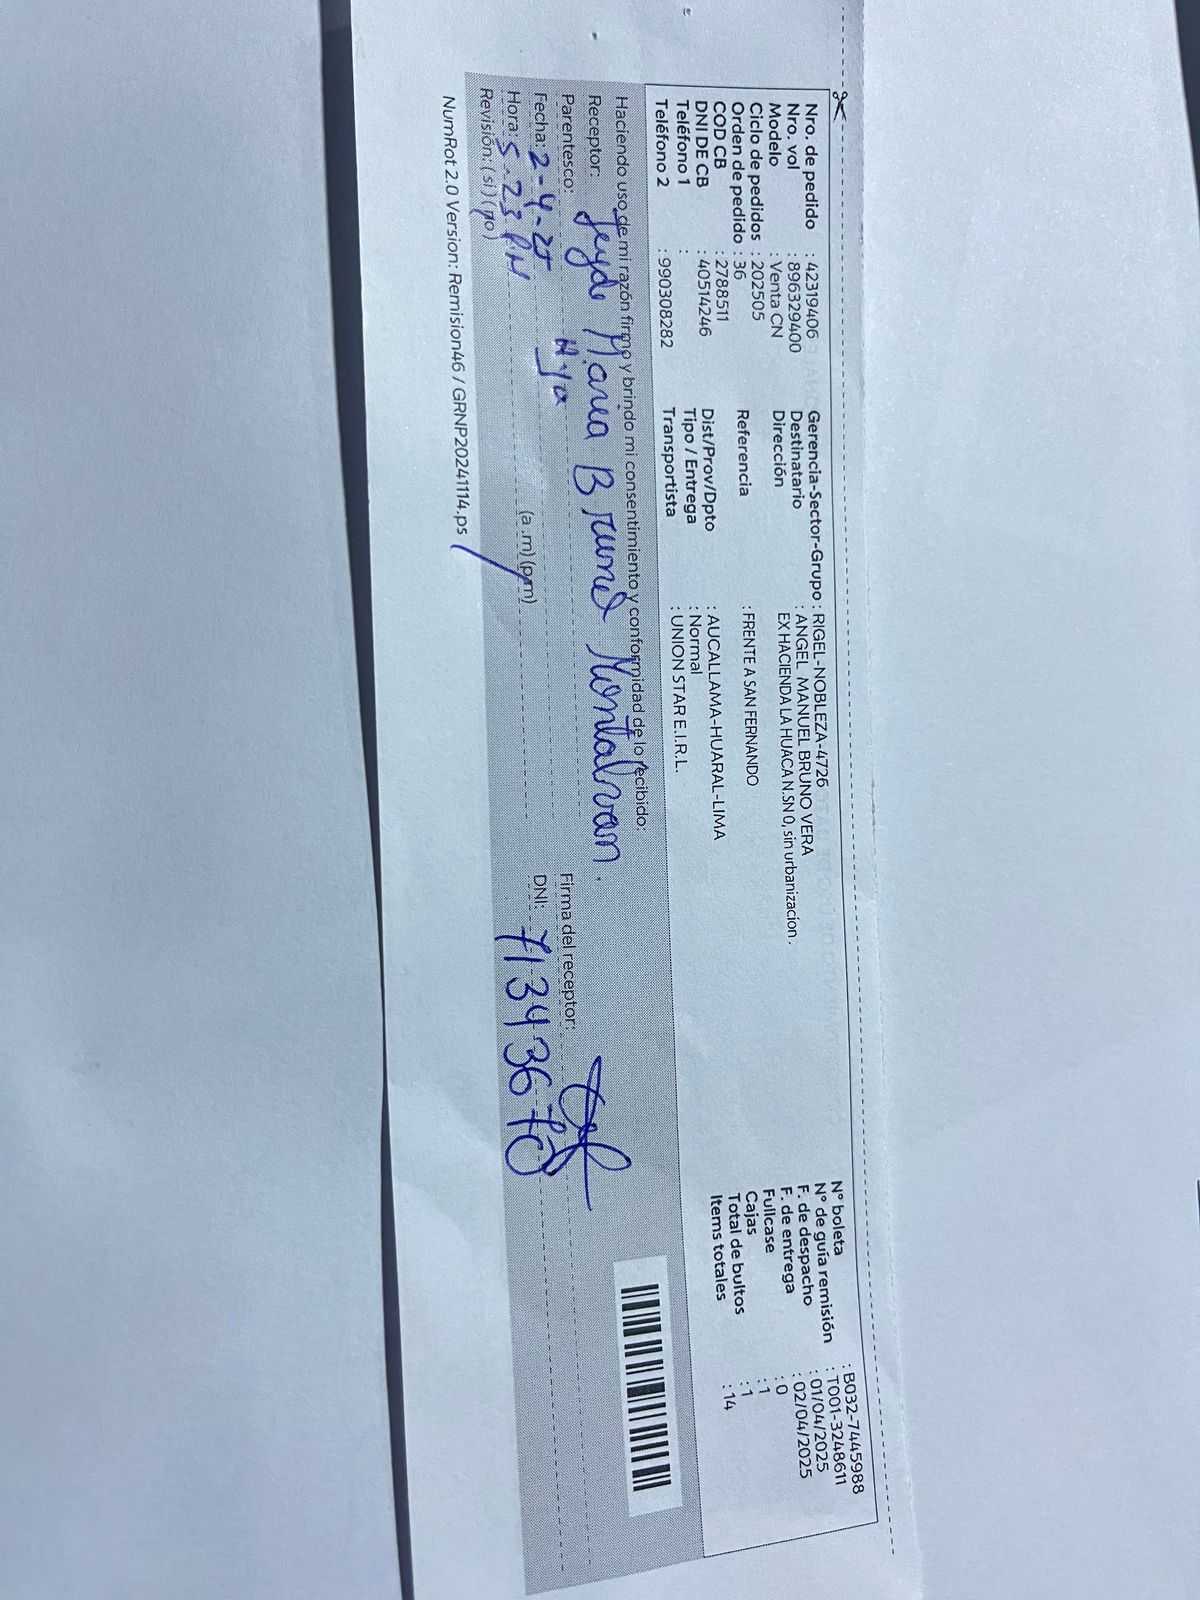 Nro. de pedido : 42319406
Nro. vol : 896329400
Modelo : Venta CN
Ciclo de pedidos : 202505
Orden de pedido : 36
COD CB : 2788511
DNI DE CB : 40514246
Teléfono 1 :
Teléfono 2 : 990308282
Gerencia-Sector-Grupo : RIGEL-NOBLEZA-4726
Destinatario : ANGEL MANUEL BRUNO VERA
Dirección EX HACIENDA LA HUACA N.SN 0, sin urbanizacion .
Referencia : FRENTE A SAN FERNANDO
Dist/Prov/Dpto : AUCALLAMA-HUARAL-LIMA
Tipo / Entrega : Normal
Transportista : UNION STAR E.I.R.L.
N° boleta : B032-7445988
N° de guía remisión : T001-3248611
F. de despacho : 01/04/2025
F. de entrega : 02/04/2025
Fullcase : 0
Cajas : 1
Total de bultos : 1
Items totales : 14
Haciendo uso de mi razón firmo y brindo mi consentimiento y conformidad de lo recibido:
Receptor: Maria Montalvan.
Parentesco: Hija
Firma del receptor:
Fecha: 2-4-25
DNI: 71343670
Hora: 5-23 PM (a.m) (p.m)
Revisión: (si) (no)
NumRot 2.0 Version: Remision46 / GRNP20241114.ps